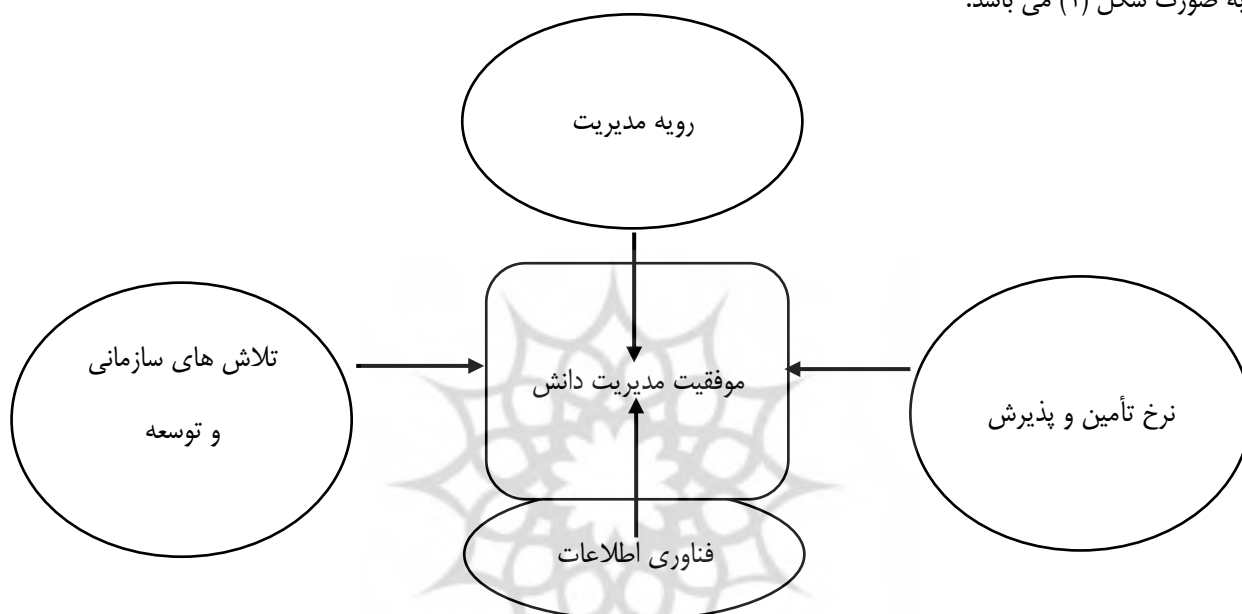 به صورت شکل (۱) می باشد.
رویه مدیریت
تلاش های سازمانی
و توسعه
موفقیت مدیریت دانش
نرخ تأمین و پذیرش
فناوری اطلاعات